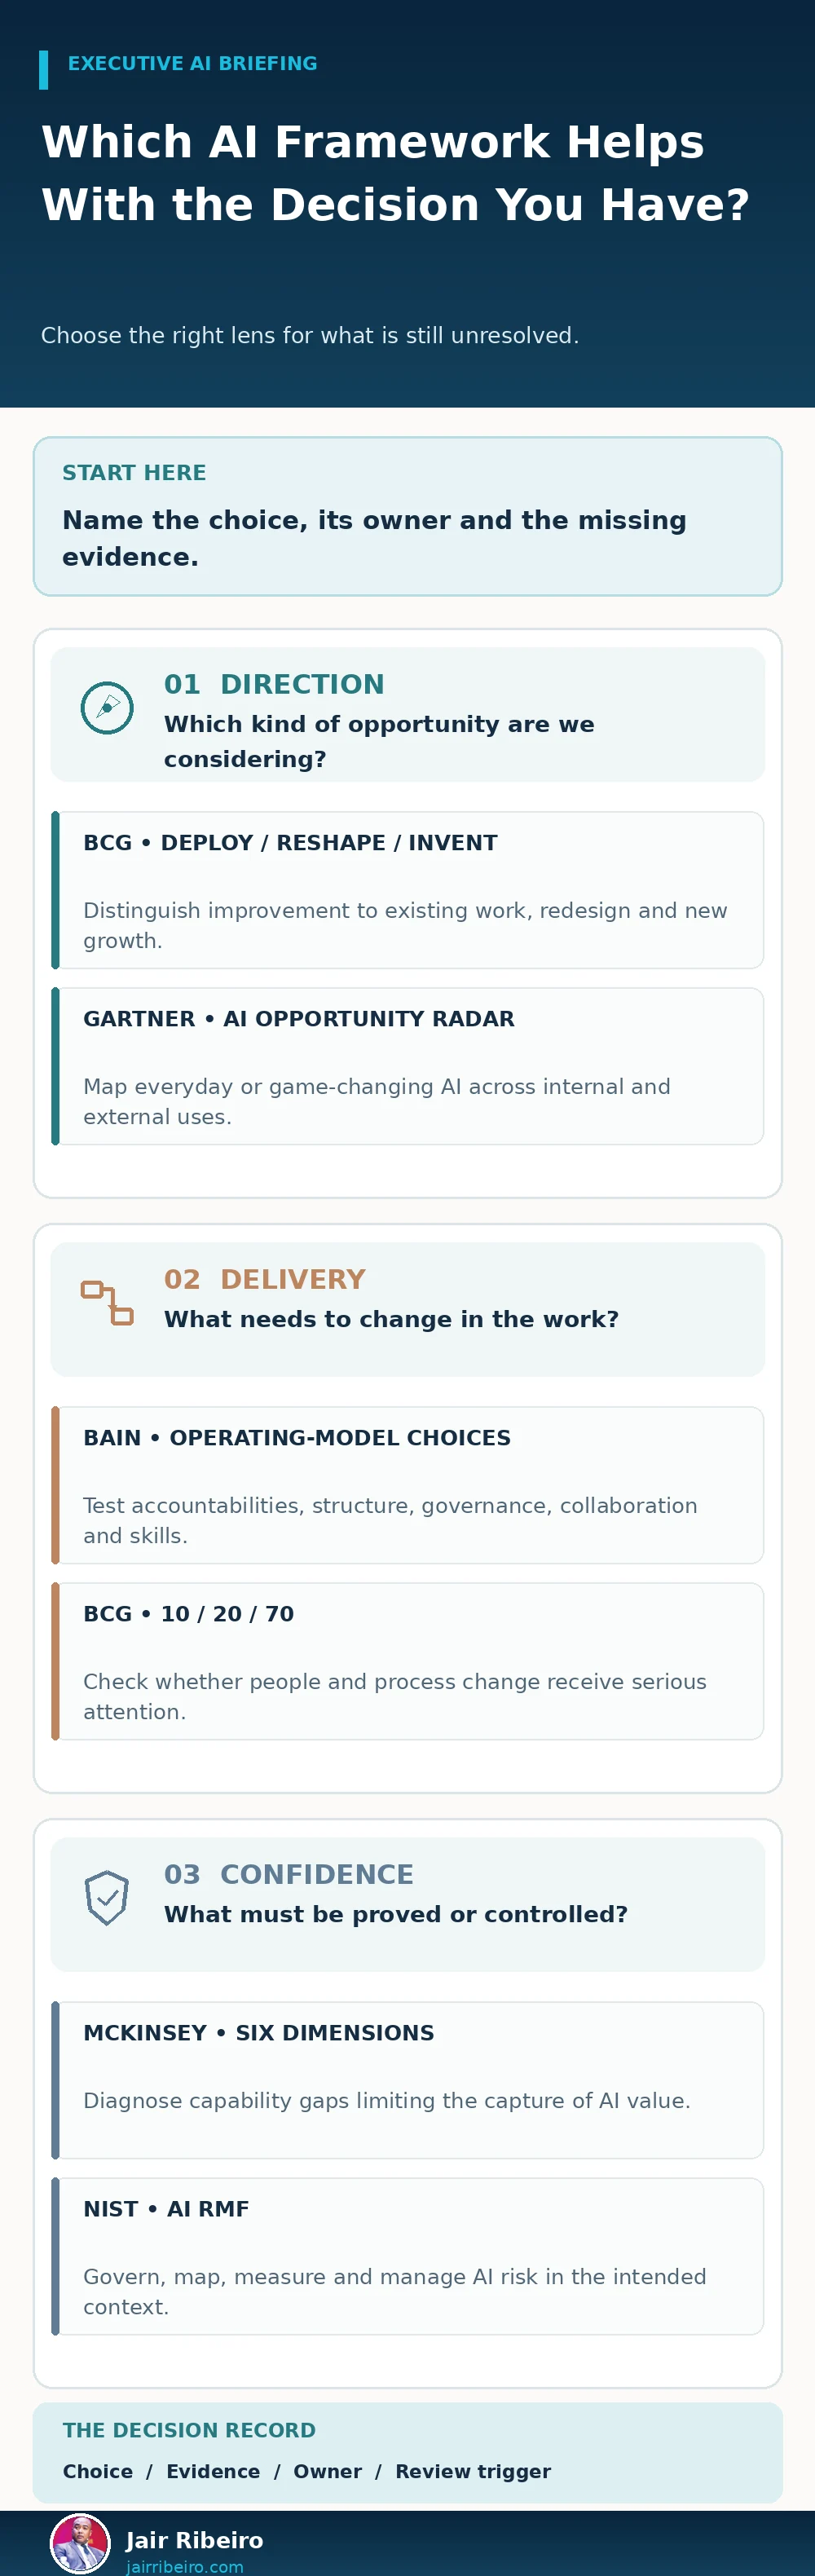 EXECUTIVE AI BRIEFING
Which AI Framework Helps
With the Decision You Have?
Choose the right lens for what is still unresolved.
START HERE
Name the choice, its owner and the missing
evidence.
01 DIRECTION
Which kind of opportunity are we
considering?
BCG • DEPLOY / RESHAPE / INVENT
Distinguish improvement to existing work, redesign and new
growth.
GARTNER • AI OPPORTUNITY RADAR
Map everyday or game-changing AI across internal and
external uses.
02 DELIVERY
What needs to change in the work?
BAIN • OPERATING-MODEL CHOICES
Test accountabilities, structure, governance, collaboration
and skills.
BCG • 10 / 20 / 70
Check whether people and process change receive serious
attention.
03 CONFIDENCE
What must be proved or controlled?
MCKINSEY • SIX DIMENSIONS
Diagnose capability gaps limiting the capture of AI value.
NIST • AI RMF
Govern, map, measure and manage AI risk in the intended
context.
THE DECISION RECORD
Choice / Evidence / Owner / Review trigger
Jair Ribeiro
jairribeiro.com